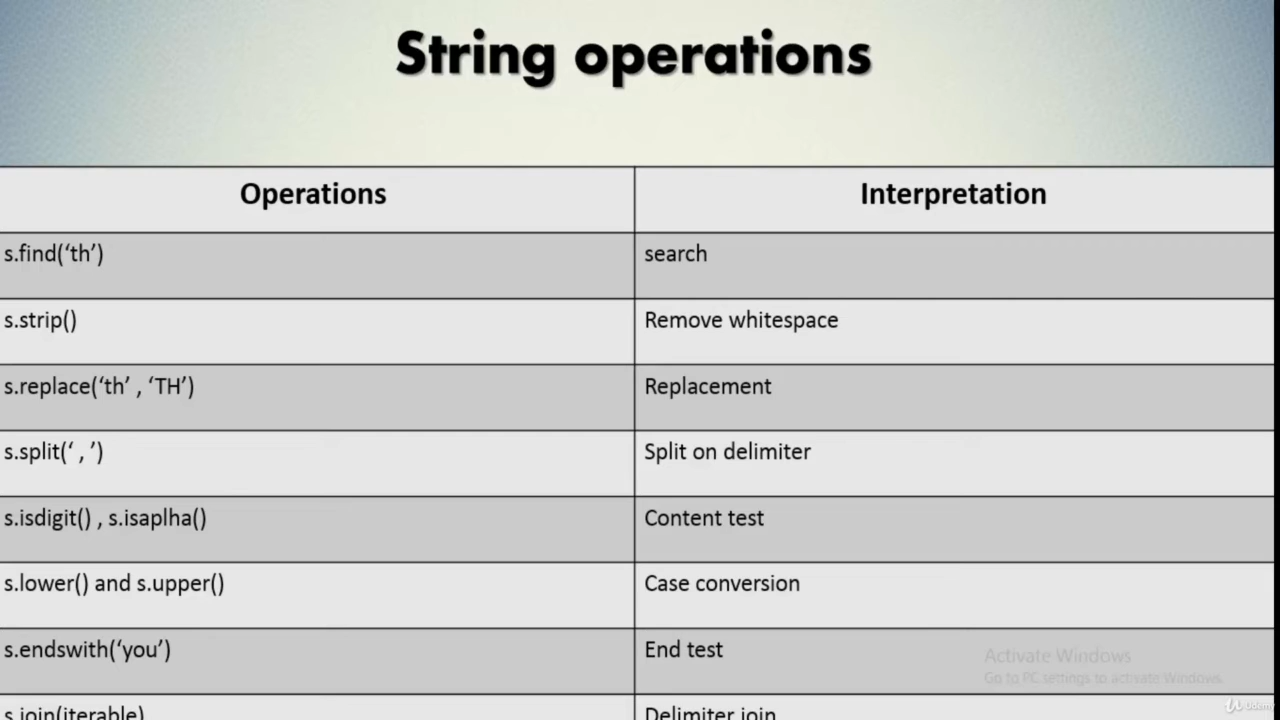 String operations
Operations Interpretation
s.find(‘th’) search
s.strip() Remove whitespace
s.replace(‘th’ , ‘TH’) Replacement
s.split(‘ , ’) Split on delimiter
s.isdigit() , s.isaplha() Content test
s.lower() and s.upper() Case conversion
s.endswith(‘you’) End test
Activate Windows
Go to PC settings to activate Windows.
s.join(iterable) Delimiter join
Udemy